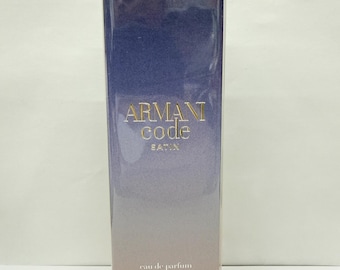 ARMANI
code
SATIN
eau de parfum